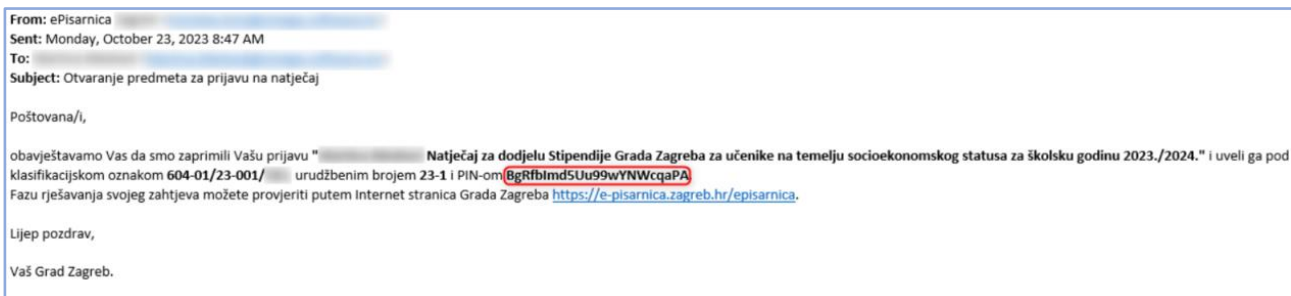 From: ePisarnica
Sent: Monday, October 23, 2023 8:47 AM
To:
Subject: Otvaranje predmeta za prijavu na natječaj
Poštovana/i,
obavještavamo Vas da smo zaprimili Vašu prijavu " Natječaj za dodjelu Stipendije Grada Zagreba za učenike na temelju socioekonomskog statusa za školsku godinu 2023./2024." i uveli ga pod
klasifikacijskom oznakom 604-01/23-001/ urudžbenim brojem 23-1 i PIN-om BgRfbImd5Uu99wYNWcqaPA
Fazu rješavanja svojeg zahtjeva možete provjeriti putem Internet stranica Grada Zagreba https://e-pisarnica.zagreb.hr/episarnica.
Lijep pozdrav,
Vaš Grad Zagreb.